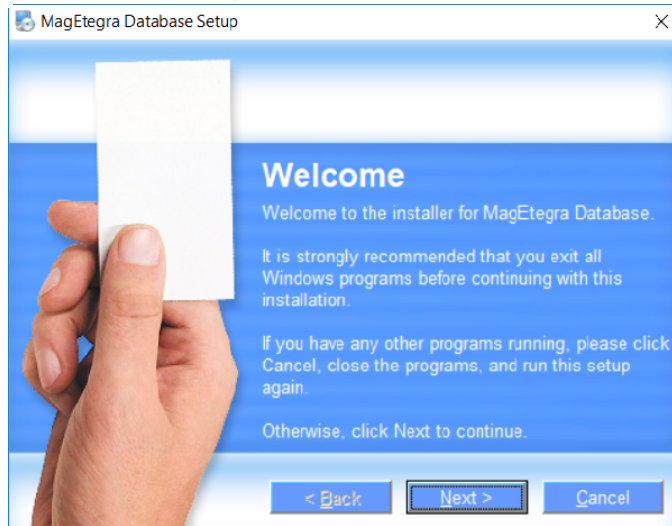 MagEtegra Database Setup
Welcome
Welcome to the installer for MagEtegra Database.
It is strongly recommended that you exit all
Windows programs before continuing with this
installation.
If you have any other programs running, please click
Cancel, close the programs, and run this setup
again.
Otherwise, click Next to continue.
< Back Next > Cancel